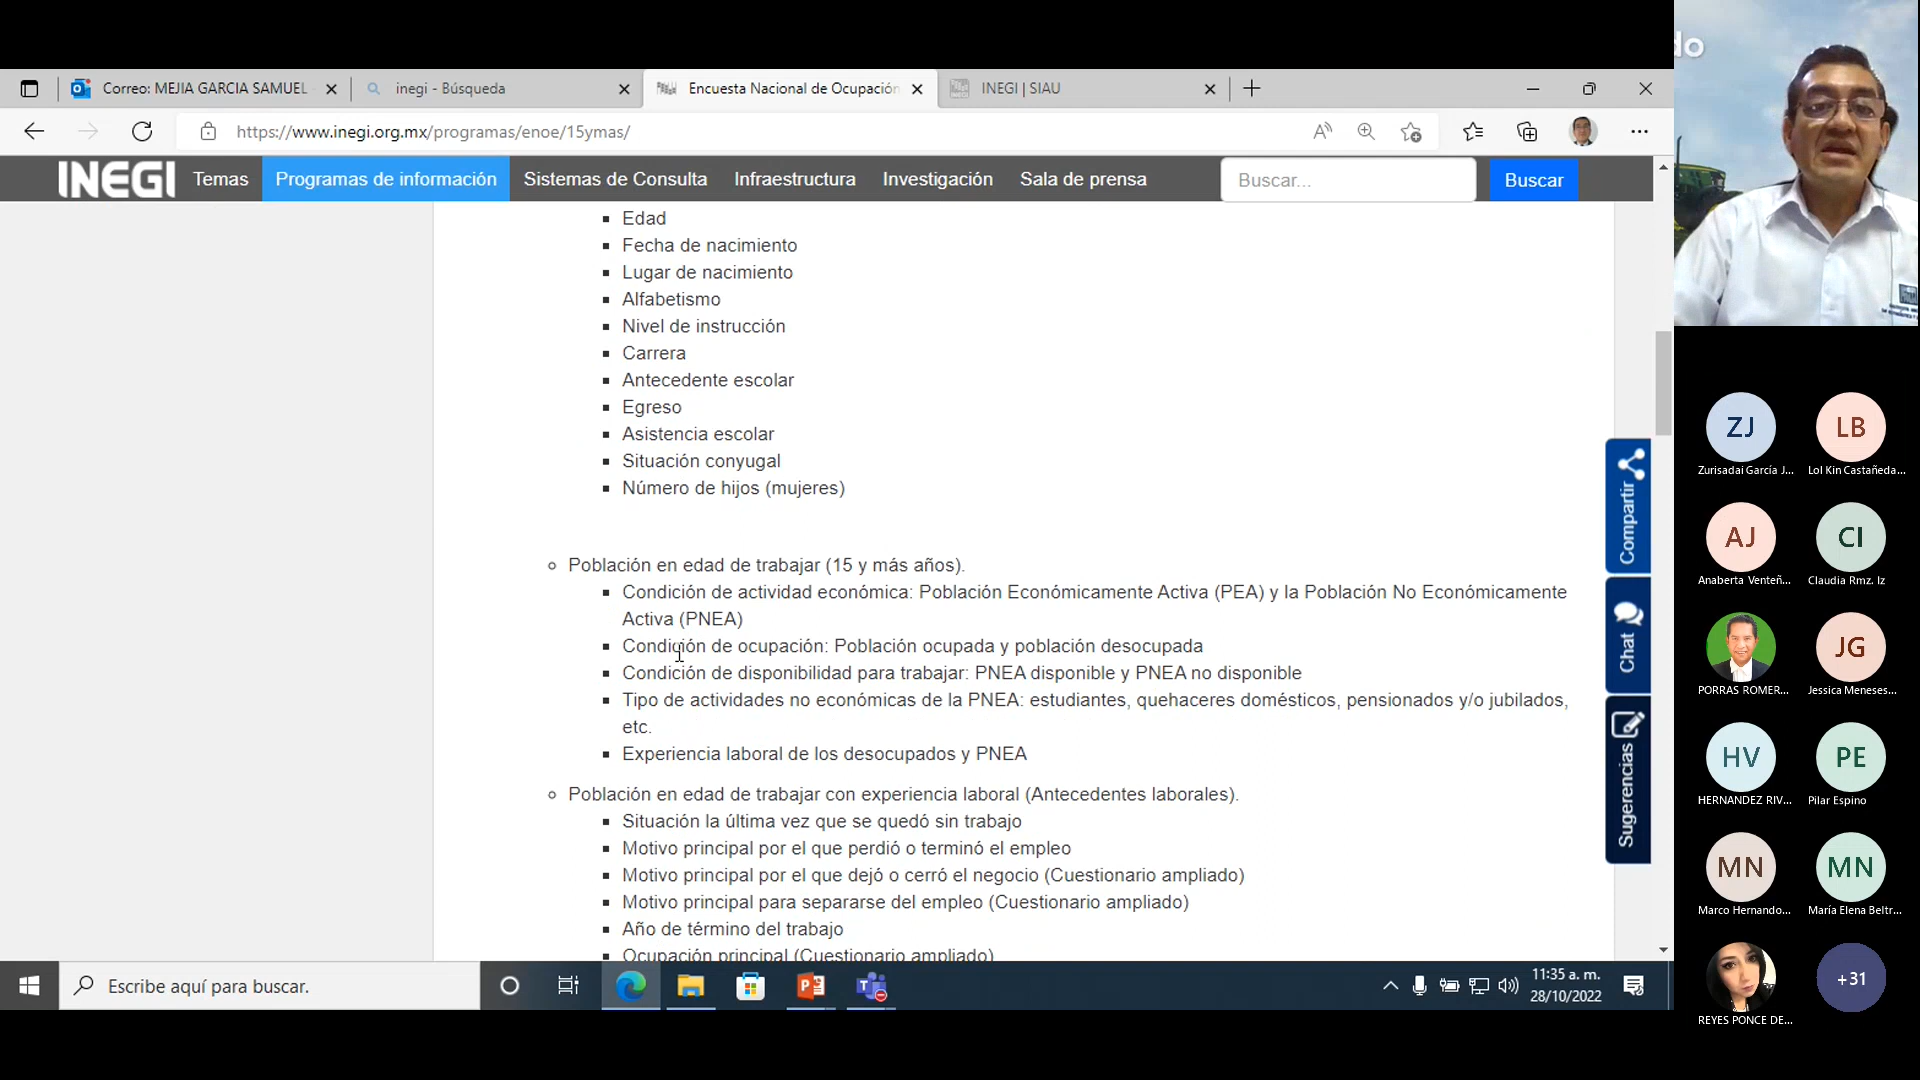 do
Correo: MEJIA GARCIA SAMUEL
inegi - Búsqueda
Encuesta Nacional de Ocupación
INEGI | SIAU
https://www.inegi.org.mx/programas/enoe/15ymas/
INEGI
Temas
Programas de información
Sistemas de Consulta
Infraestructura
Investigación
Sala de prensa
Buscar...
Buscar
Edad
Fecha de nacimiento
Lugar de nacimiento
Alfabetismo
Nivel de instrucción
Carrera
Antecedente escolar
Egreso
Asistencia escolar
Situación conyugal
Número de hijos (mujeres)
Población en edad de trabajar (15 y más años).
Condición de actividad económica: Población Económicamente Activa (PEA) y la Población No Económicamente
Activa (PNEA)
Condición de ocupación: Población ocupada y población desocupada
Condición de disponibilidad para trabajar: PNEA disponible y PNEA no disponible
Tipo de actividades no económicas de la PNEA: estudiantes, quehaceres domésticos, pensionados y/o jubilados,
etc.
Experiencia laboral de los desocupados y PNEA
Población en edad de trabajar con experiencia laboral (Antecedentes laborales).
Situación la última vez que se quedó sin trabajo
Motivo principal por el que perdió o terminó el empleo
Motivo principal por el que dejó o cerró el negocio (Cuestionario ampliado)
Motivo principal para separarse del empleo (Cuestionario ampliado)
Año de término del trabajo
Ocupación principal (Cuestionario ampliado)
Compartir
Chat
Sugerencias
Escribe aquí para buscar.
11:35 a. m.
28/10/2022
ZJ
Zurisadai García J...
LB
Lol Kin Castañeda...
AJ
Anaberta Venteñ...
CI
Claudia Rmz. Iz
PORRAS ROMER...
JG
Jessica Meneses...
HV
HERNANDEZ RIV...
PE
Pilar Espino
MN
Marco Hernando...
MN
María Elena Beltr...
REYES PONCE DE...
+31